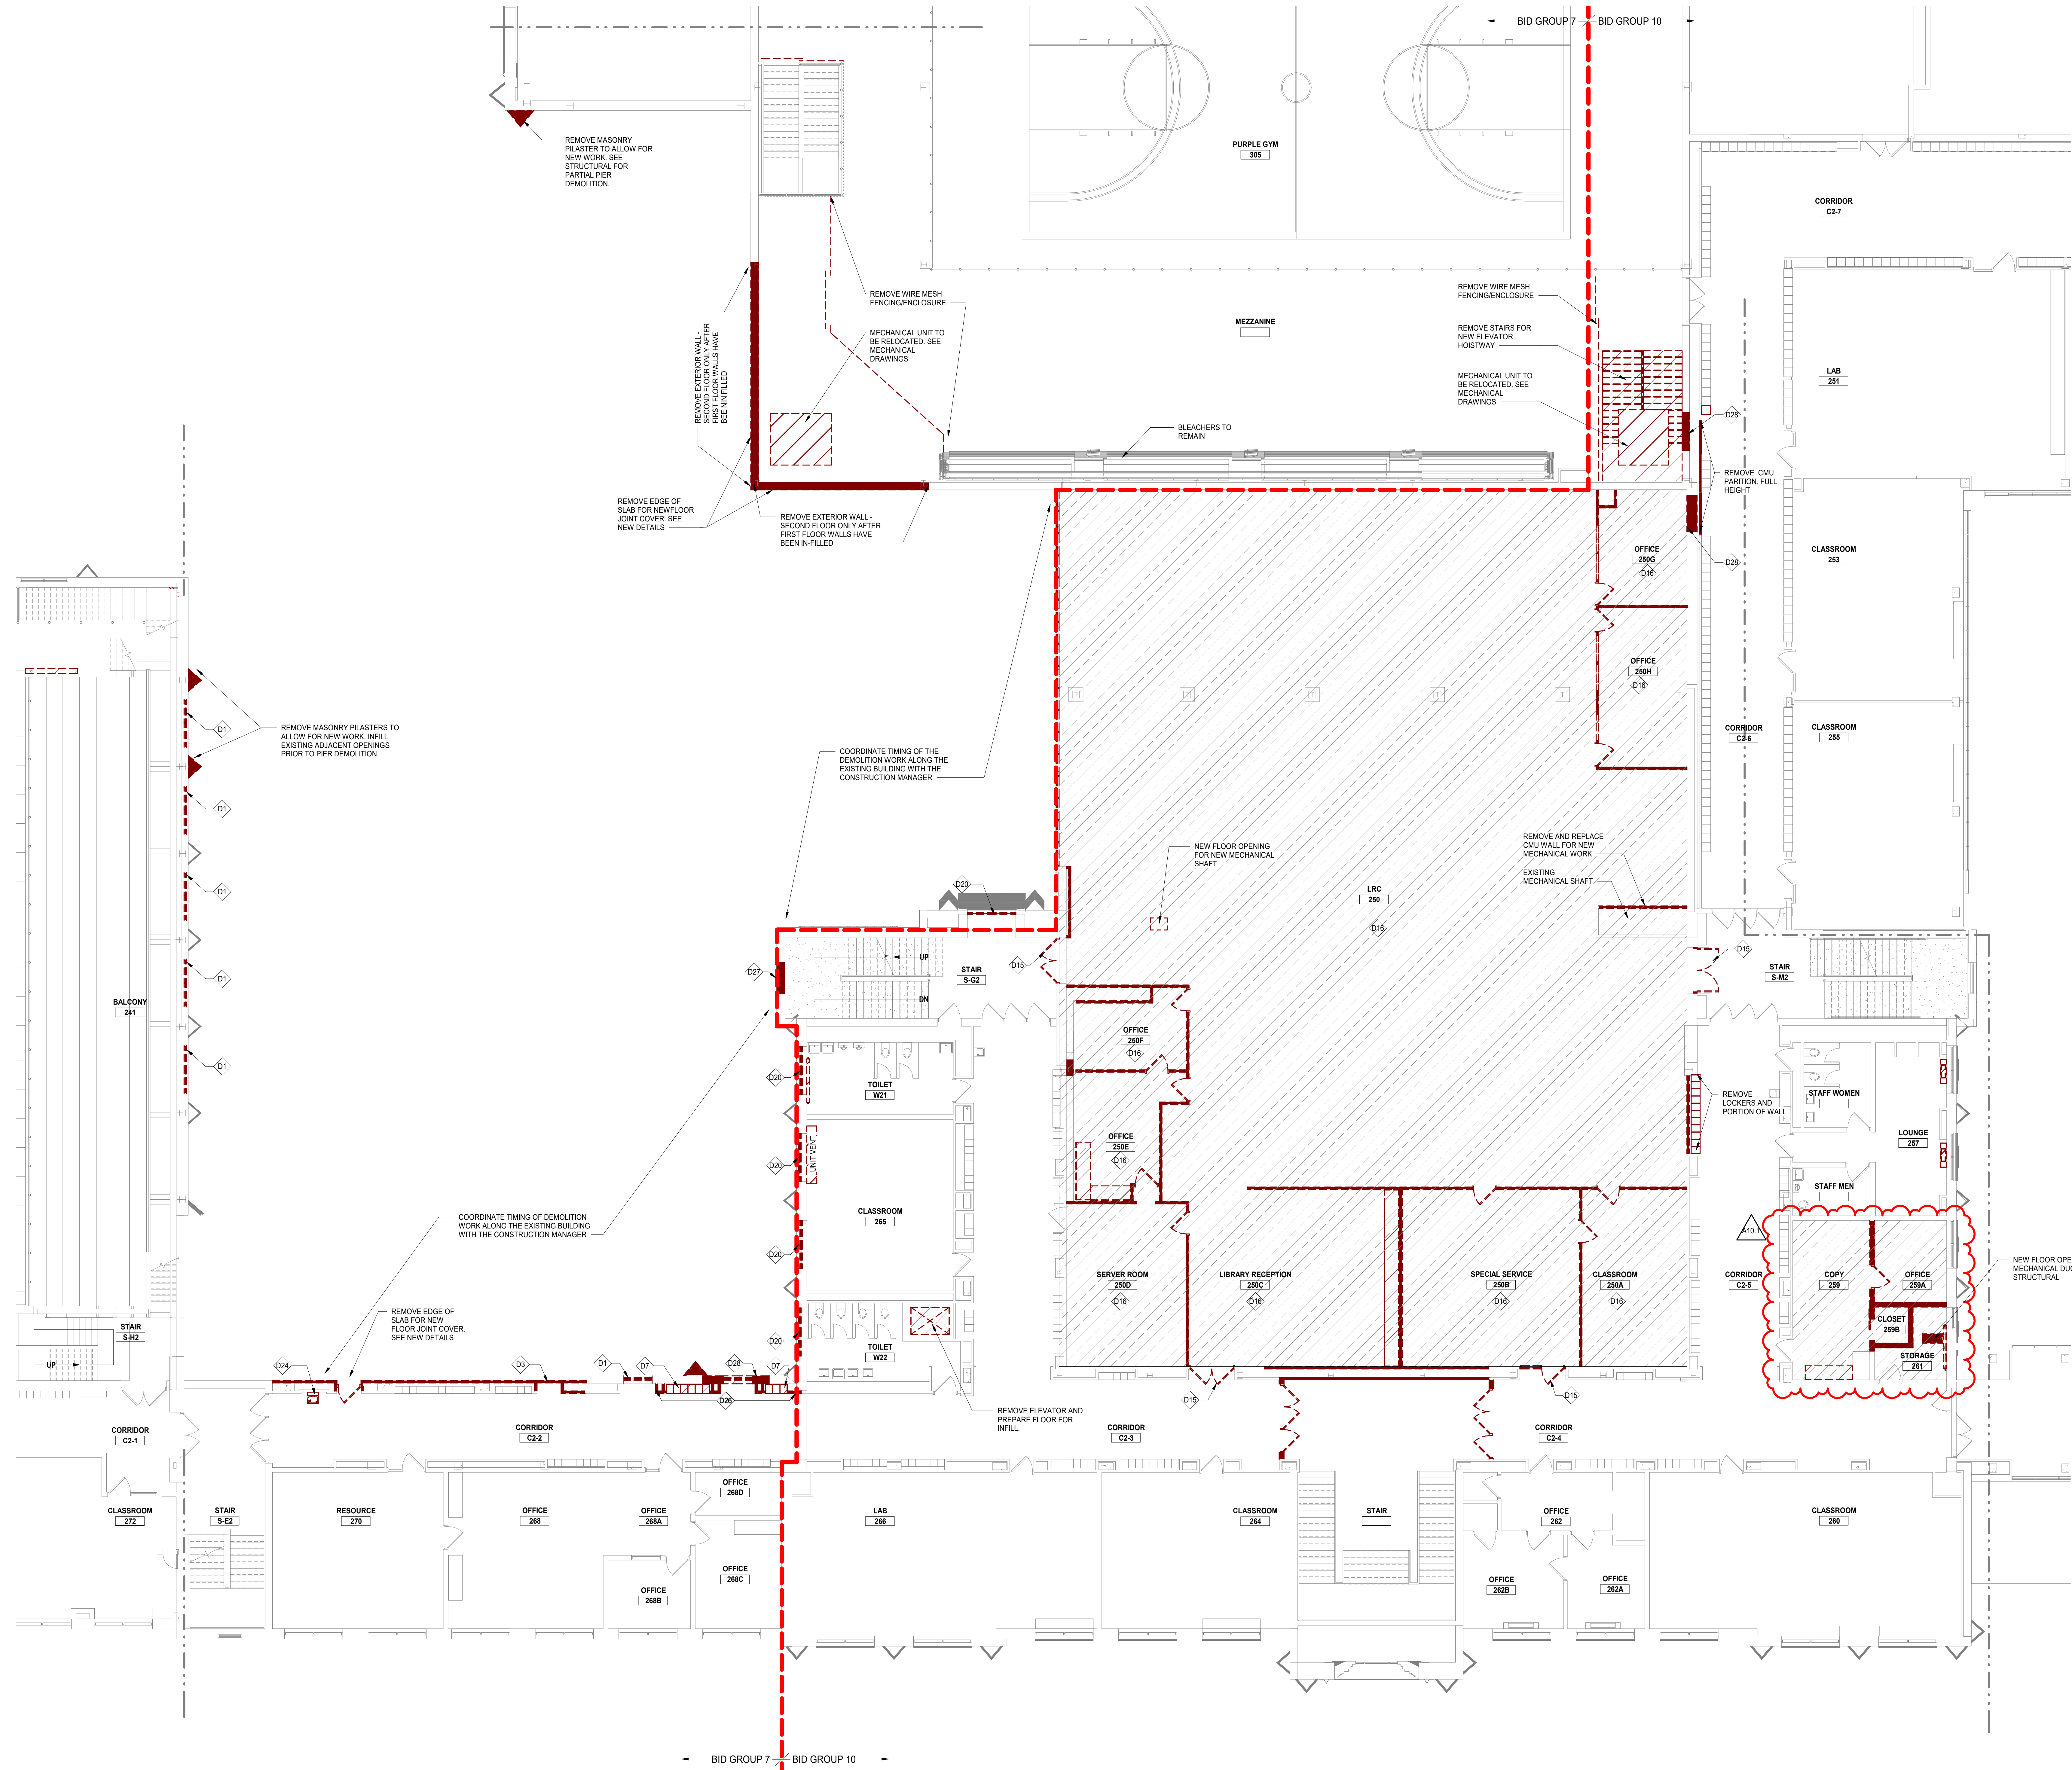 BID GROUP 7
BID GROUP 10
REMOVE MASONRY
PILASTER TO ALLOW FOR
NEW WORK. SEE
STRUCTURAL FOR
PARTIAL PIER
DEMOLITION.
PURPLE GYM
305
CORRIDOR
C2-7
REMOVE WIRE MESH
FENCING/ENCLOSURE
REMOVE WIRE MESH
FENCING/ENCLOSURE
MEZZANINE
REMOVE EXTERIOR WALL -
SECOND FLOOR ONLY AFTER
FIRST FLOOR WALLS HAVE
BEE NIN FILLED
MECHANICAL UNIT TO
BE RELOCATED. SEE
MECHANICAL
DRAWINGS
REMOVE STAIRS FOR
NEW ELEVATOR
HOISTWAY
MECHANICAL UNIT TO
BE RELOCATED. SEE
MECHANICAL
DRAWINGS
LAB
251
D28
BLEACHERS TO
REMAIN
REMOVE CMU
PARITION. FULL
HEIGHT
REMOVE EDGE OF
SLAB FOR NEWFLOOR
JOINT COVER. SEE
NEW DETAILS
REMOVE EXTERIOR WALL -
SECOND FLOOR ONLY AFTER
FIRST FLOOR WALLS HAVE
BEEN IN-FILLED
OFFICE
250G
D16
D28
CLASSROOM
253
OFFICE
250H
D16
D1
REMOVE MASONRY PILASTERS TO
ALLOW FOR NEW WORK. INFILL
EXISTING ADJACENT OPENINGS
PRIOR TO PIER DEMOLITION.
CORRIDOR
C2-6
CLASSROOM
255
COORDINATE TIMING OF THE
DEMOLITION WORK ALONG THE
EXISTING BUILDING WITH THE
CONSTRUCTION MANAGER
D1
NEW FLOOR OPENING
FOR NEW MECHANICAL
SHAFT
REMOVE AND REPLACE
CMU WALL FOR NEW
MECHANICAL WORK
EXISTING
MECHANICAL SHAFT
D1
D20
LRC
250
D16
D15
D15
D27
UP
STAIR
S-G2
DN
STAIR
S-M2
D1
BALCONY
241
OFFICE
250F
D16
D1
D20
TOILET
W21
REMOVE
LOCKERS AND
PORTION OF WALL
STAFF WOMEN
LOUNGE
257
OFFICE
250E
D16
D20
UNIT VENT.
STAFF MEN
CLASSROOM
265
COORDINATE TIMING OF DEMOLITION
WORK ALONG THE EXISTING BUILDING
WITH THE CONSTRUCTION MANAGER
D20
A10.1
SERVER ROOM
250D
D16
LIBRARY RECEPTION
250C
D16
SPECIAL SERVICE
250B
D16
CLASSROOM
250A
D16
CORRIDOR
C2-5
COPY
259
OFFICE
259A
NEW FLOOR OPE
MECHANICAL DU
STRUCTURAL
REMOVE EDGE OF
SLAB FOR NEW
FLOOR JOINT COVER.
SEE NEW DETAILS
CLOSET
259B
STORAGE
261
STAIR
S-H2
UP
D20
TOILET
W22
D24
D3
D1
D7
D28
D7
D26
D15
D15
REMOVE ELEVATOR AND
PREPARE FLOOR FOR
INFILL.
CORRIDOR
C2-1
CORRIDOR
C2-2
CORRIDOR
C2-3
CORRIDOR
C2-4
CLASSROOM
272
STAIR
S-E2
RESOURCE
270
OFFICE
268
OFFICE
268A
OFFICE
268D
LAB
266
CLASSROOM
264
STAIR
OFFICE
262
CLASSROOM
260
OFFICE
268B
OFFICE
268C
OFFICE
262B
OFFICE
262A
BID GROUP 7
BID GROUP 10